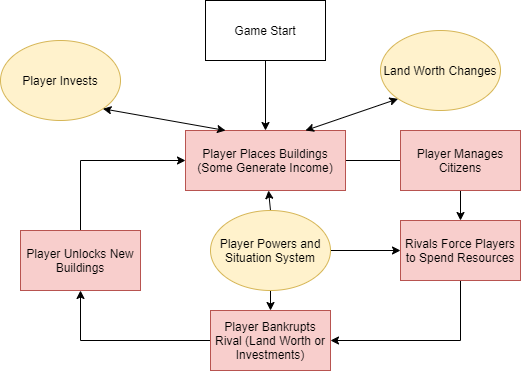 Game Start
Player Invests
Land Worth Changes
Player Places Buildings
(Some Generate Income)
Player Manages
Citizens
Player Unlocks New
Buildings
Player Powers and
Situation System
Rivals Force Players
to Spend Resources
Player Bankrupts
Rival (Land Worth or
Investments)